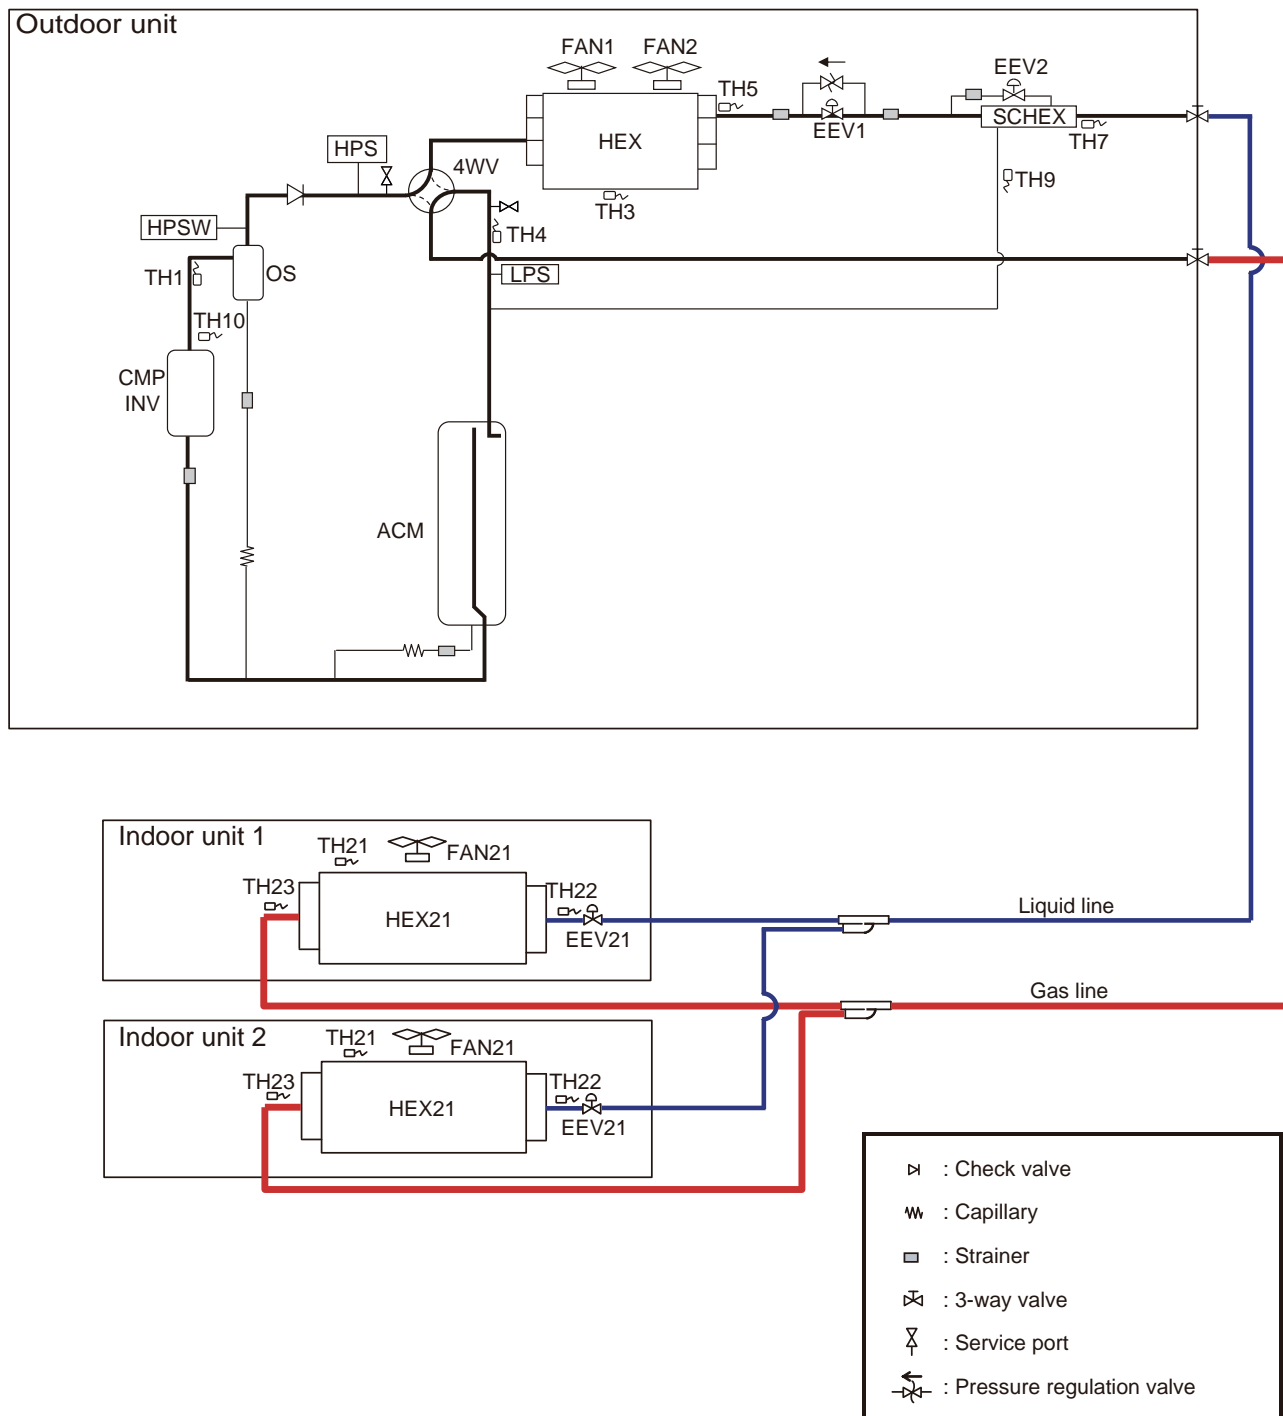 Outdoor unit
FAN1
FAN2
TH5
EEV2
EEV1
SCHEX
HEX
TH7
HPS
4WV
TH9
TH3
HPSW
TH4
TH1
OS
LPS
TH10
CMP
INV
ACM
Indoor unit 1
TH21
FAN21
TH23
TH22
HEX21
EEV21
Liquid line
Gas line
Indoor unit 2
TH21
FAN21
TH23
TH22
HEX21
EEV21
: Check valve
: Capillary
: Strainer
: 3-way valve
: Service port
: Pressure regulation valve